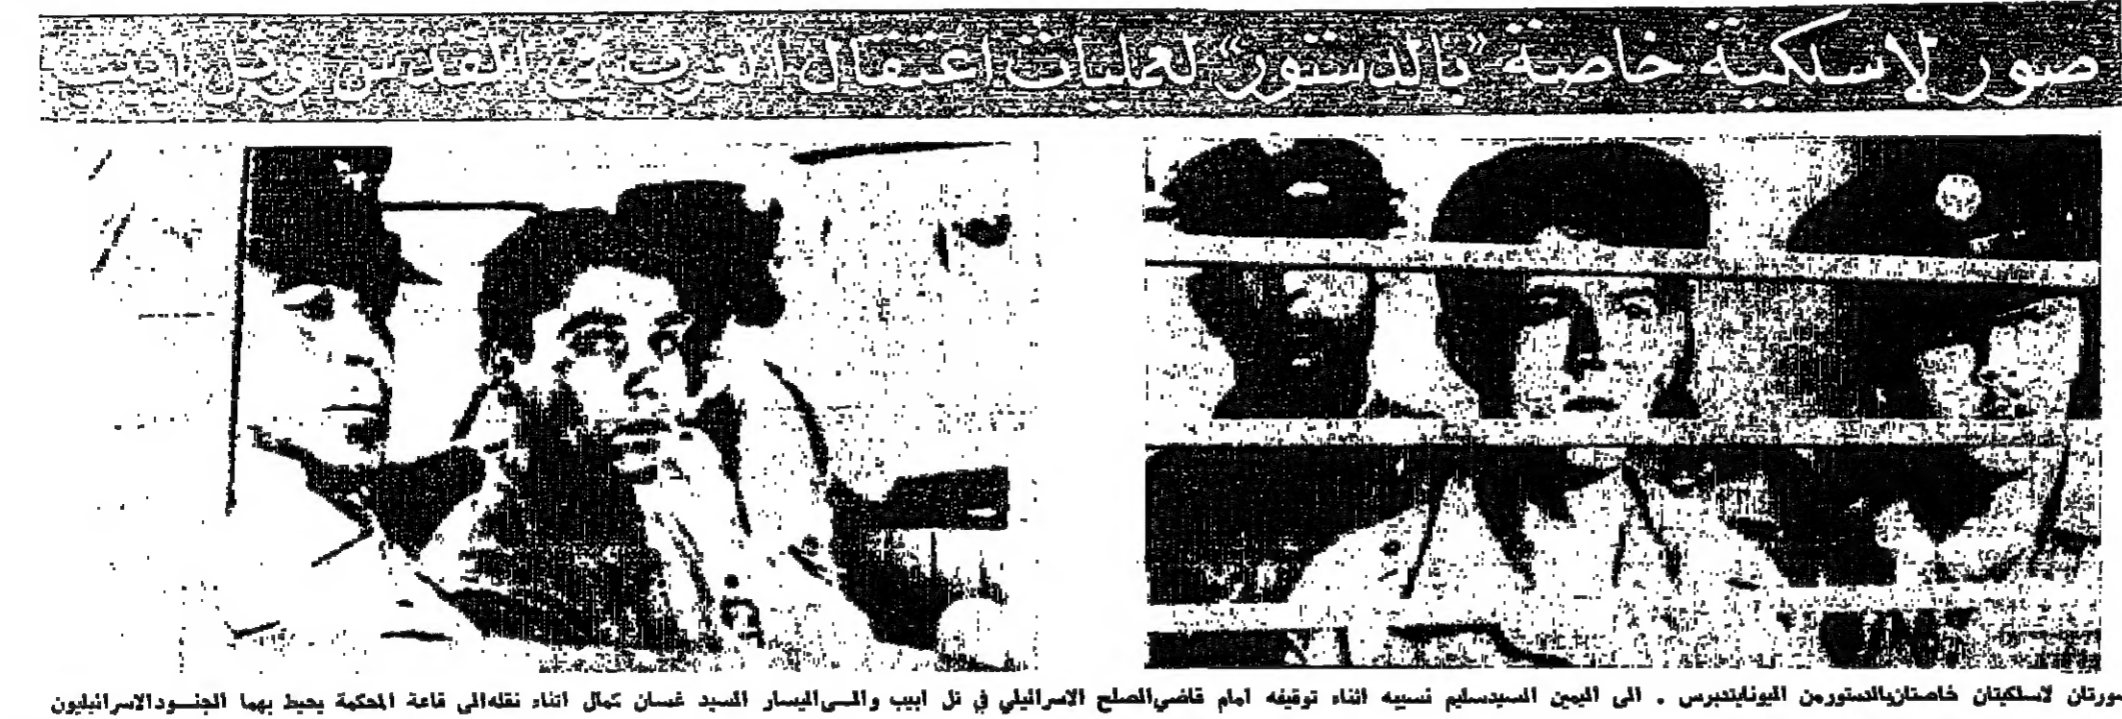 صور لاسلكية خاصة "بالدستور" لعمليات اعتقال العرب في القدس وتل ابيب
صورتان لاسلكيتان خاصتان بالدستور من اليونايتدبرس . الى اليمين السيد سليم نسيبه اثناء توقيفه امام قاضي الصلح الاسرائيلي في تل ابيب والــى اليسار السيد غسان كمال اثناء نقله الى قاعة المحكمة يحيط بهما الجنــود الاسرائيليون